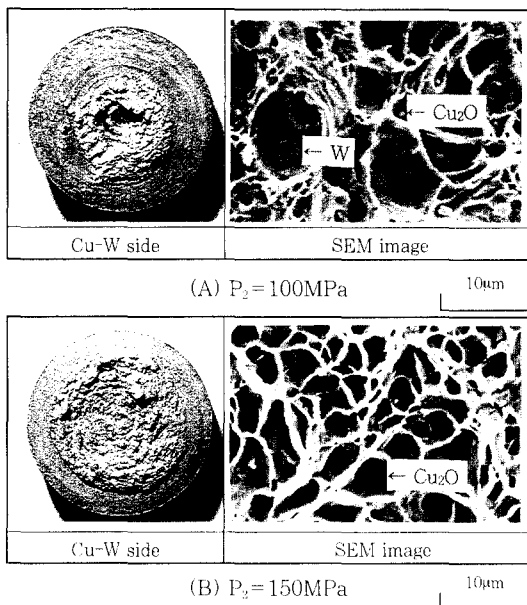 ← Cu₂O
← W
Cu-W side SEM image
(A) P₂=100MPa 10μm
← Cu₂O
Cu-W side SEM image
(B) P₂=150MPa 10μm